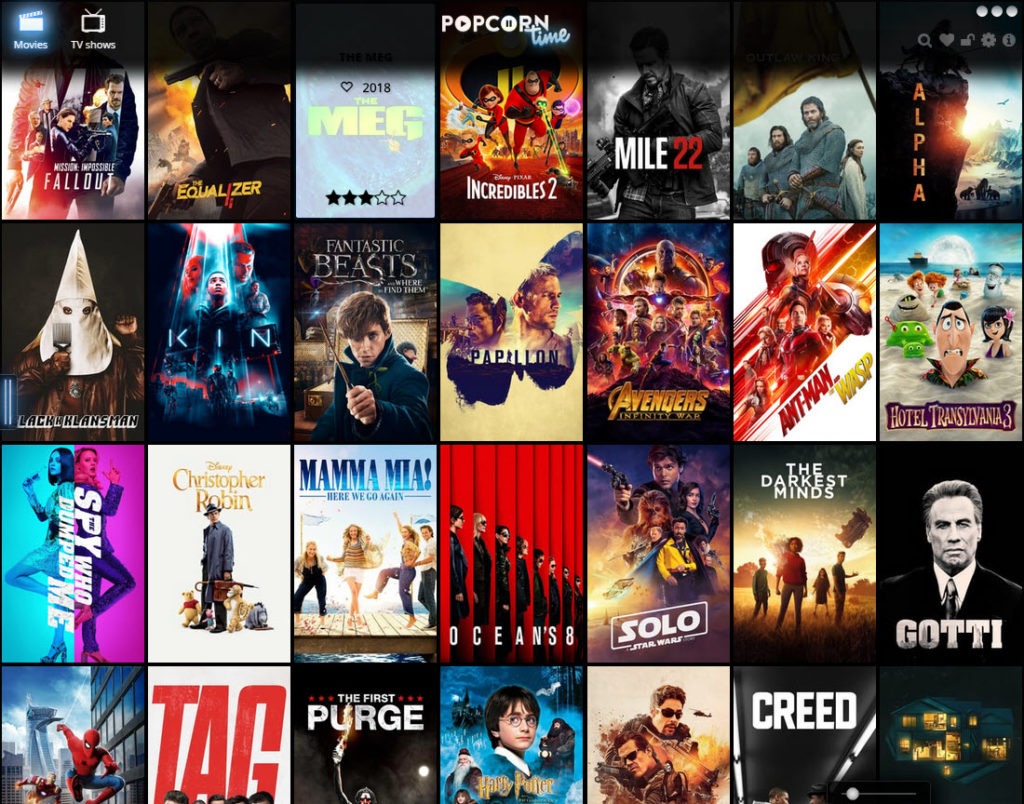 Movies
TV shows
POPCORN
time
MISSION: IMPOSSIBLE
FALLOUT
THE
EQUALIZER
II
THE MEG
2018
THE
MEG
Disney PIXAR
INCREDIBLES 2
MILE 22
OUTLAW KING
ALPHA
LACK K LANSMAN
KIN
FANTASTIC
BEASTS
AND WHERE
TO FIND THEM
PAPILLON
AVENGERS
INFINITY WAR
ANT-MAN
AND THE
WASP
HOTEL TRANSYLVANIA 3
THE
SPY WHO
DUMPED ME
Disney
Christopher
Robin
MAMMA MIA!
HERE WE GO AGAIN
OCEAN'S 8
SOLO
A STAR WARS STORY
THE
DARKEST
MINDS
GOTTI
TAG
THE FIRST
PURGE
Harry Potter
CREED